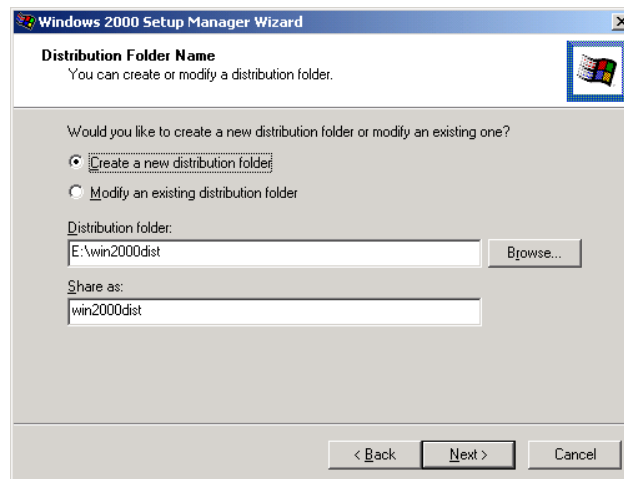 Windows 2000 Setup Manager Wizard
Distribution Folder Name
You can create or modify a distribution folder.
Would you like to create a new distribution folder or modify an existing one?
Create a new distribution folder
Modify an existing distribution folder
Distribution folder:
E:\win2000dist
Browse...
Share as:
win2000dist
< Back Next > Cancel